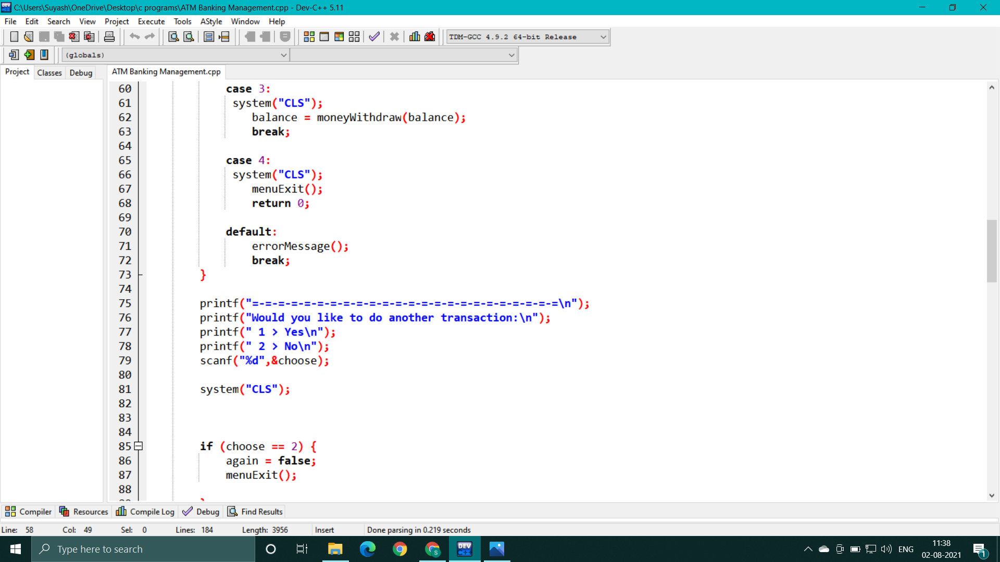 C:\Users\Suyash\OneDrive\Desktop\c programs\ATM Banking Management.cpp - Dev-C++ 5.11
File Edit Search View Project Execute Tools AStyle Window Help
TDM-GCC 4.9.2 64-bit Release
(globals)
Project Classes Debug ATM Banking Management.cpp
60 case 3:
61 system("CLS");
62 balance = moneyWithdraw(balance);
63 break;
64
65 case 4:
66 system("CLS");
67 menuExit();
68 return 0;
69
70 default:
71 errorMessage();
72 break;
73 }
74
75 printf("=-=-=-=-=-=-=-=-=-=-=-=-=-=-=-=-=-=-=-=-=-=-=-=\n");
76 printf("Would you like to do another transaction:\n");
77 printf(" 1 > Yes\n");
78 printf(" 2 > No\n");
79 scanf("%d",&choose);
80
81 system("CLS");
82
83
84
85 if (choose == 2) {
86 again = false;
87 menuExit();
88
Compiler Resources Compile Log Debug Find Results
Line: 58 Col: 49 Sel: 0 Lines: 184 Length: 3956 Insert Done parsing in 0.219 seconds
Type here to search
DEV C++
S
ENG
11:38
02-08-2021
1